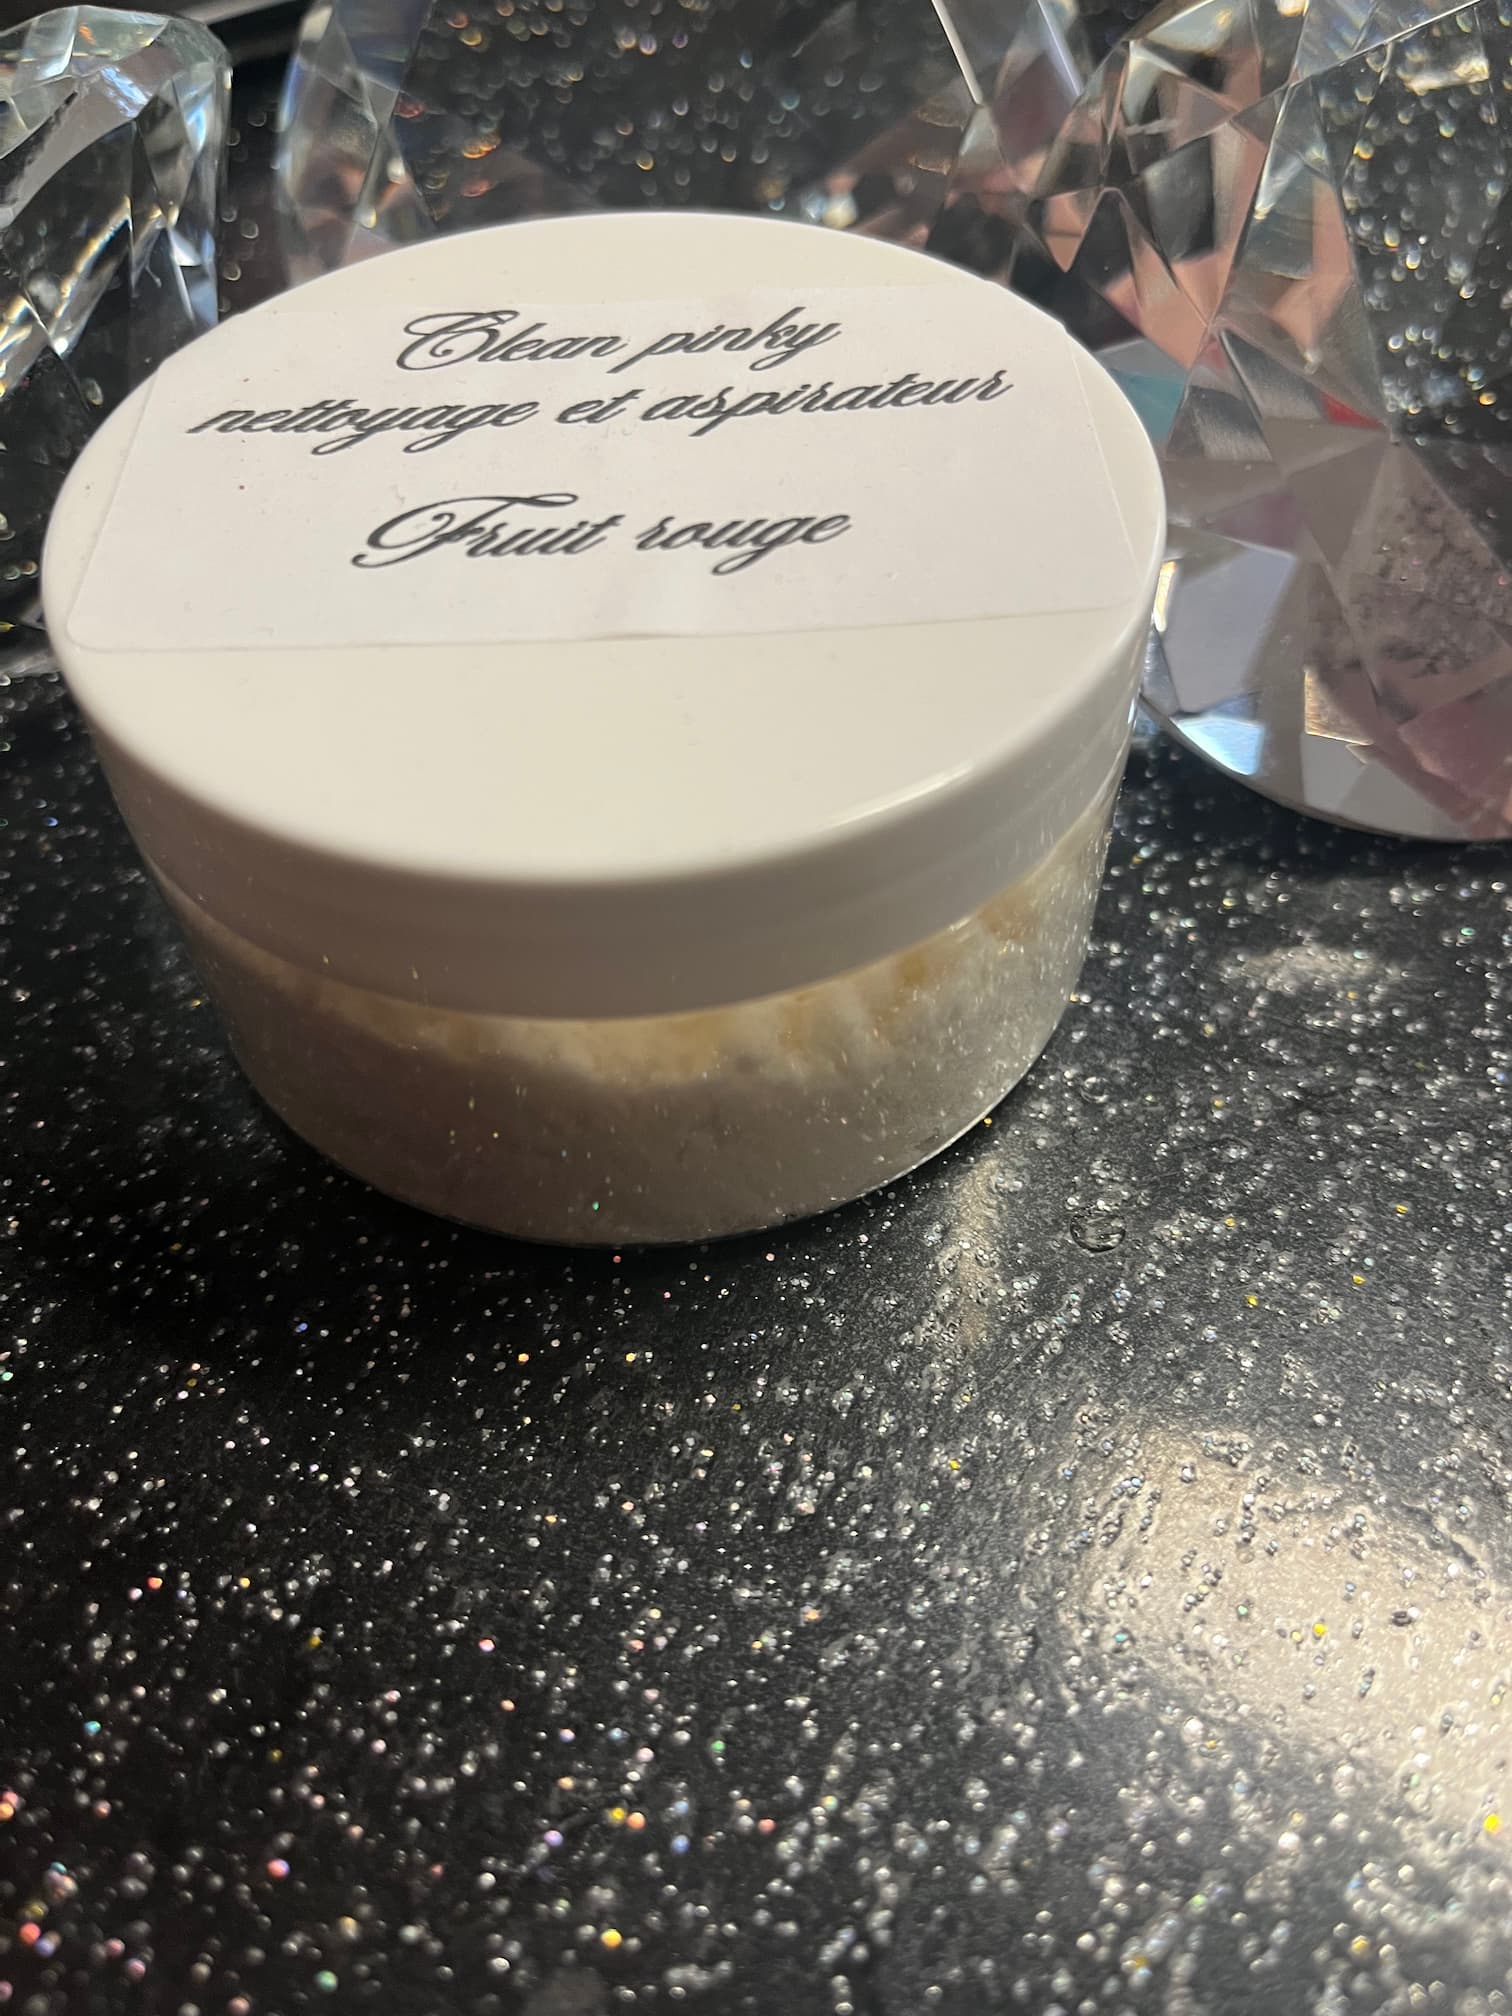 Clean pinky
nettoyage et aspirateur
Fruit rouge